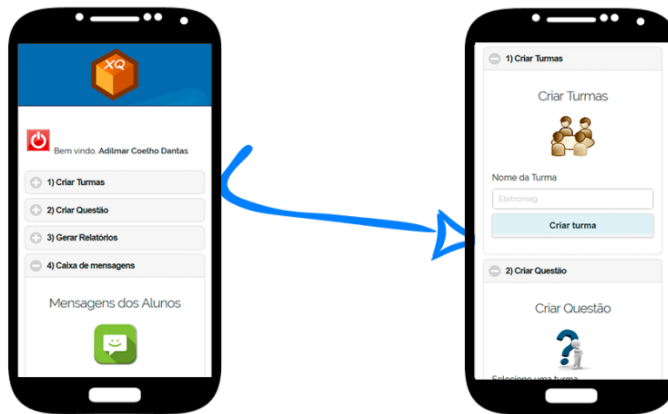 XQ
Bem vindo, Adilmar Coelho Dantas
1) Criar Turmas
2) Criar Questão
3) Gerar Relatórios
4) Caixa de mensagens
Mensagens dos Alunos
1) Criar Turmas
Criar Turmas
Nome da Turma
Eletromag
Criar turma
2) Criar Questão
Criar Questão
Selecione uma turma